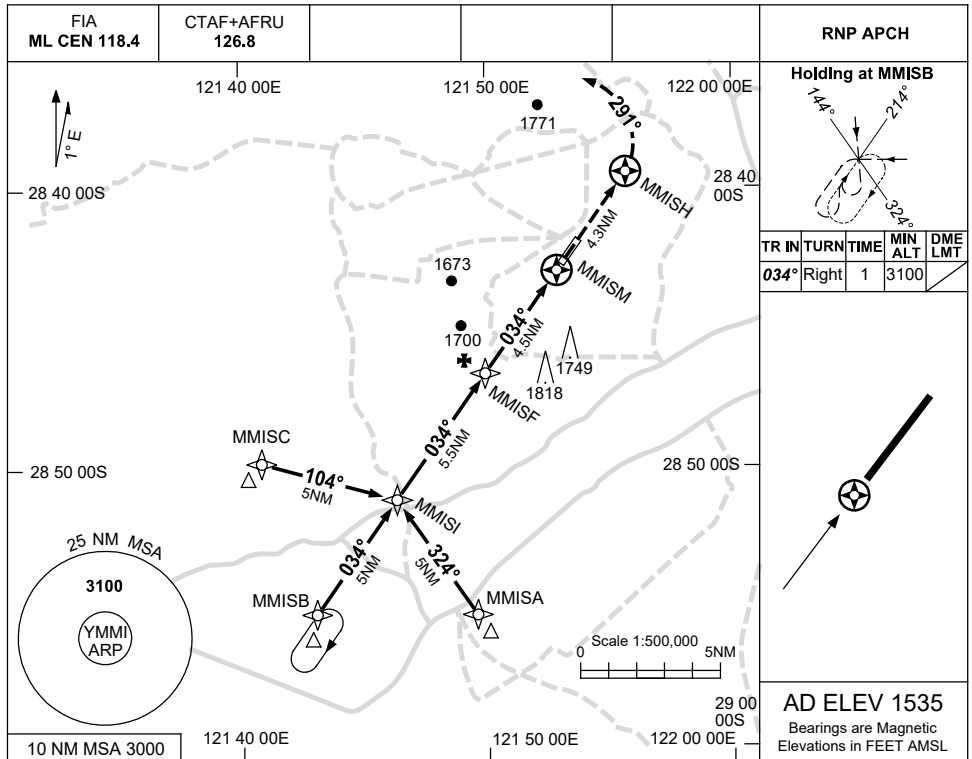 FIA
ML CEN 118.4
CTAF+AFRU
126.8
RNP APCH
121 40 00E
121 50 00E
122 00 00E
1° E
1771
291°
28 40 00S
28 40
00S
MMISH
4.3NM
MMISM
1673
1700
034°
4.5NM
1749
1818
MMISF
MMISC
28 50 00S
28 50 00S
104°
5NM
034°
5.5NM
MMISI
25 NM MSA
3100
YMMI
ARP
034°
5NM
324°
5NM
MMISB
MMISA
Scale 1:500,000
0
5NM
29 00
00S
10 NM MSA 3000
121 40 00E
121 50 00E
122 00 00E
Holding at MMISB
144°
214°
324°
TR IN TURN TIME MIN ALT DME LMT
034° Right 1 3100
AD ELEV 1535
Bearings are Magnetic
Elevations in FEET AMSL